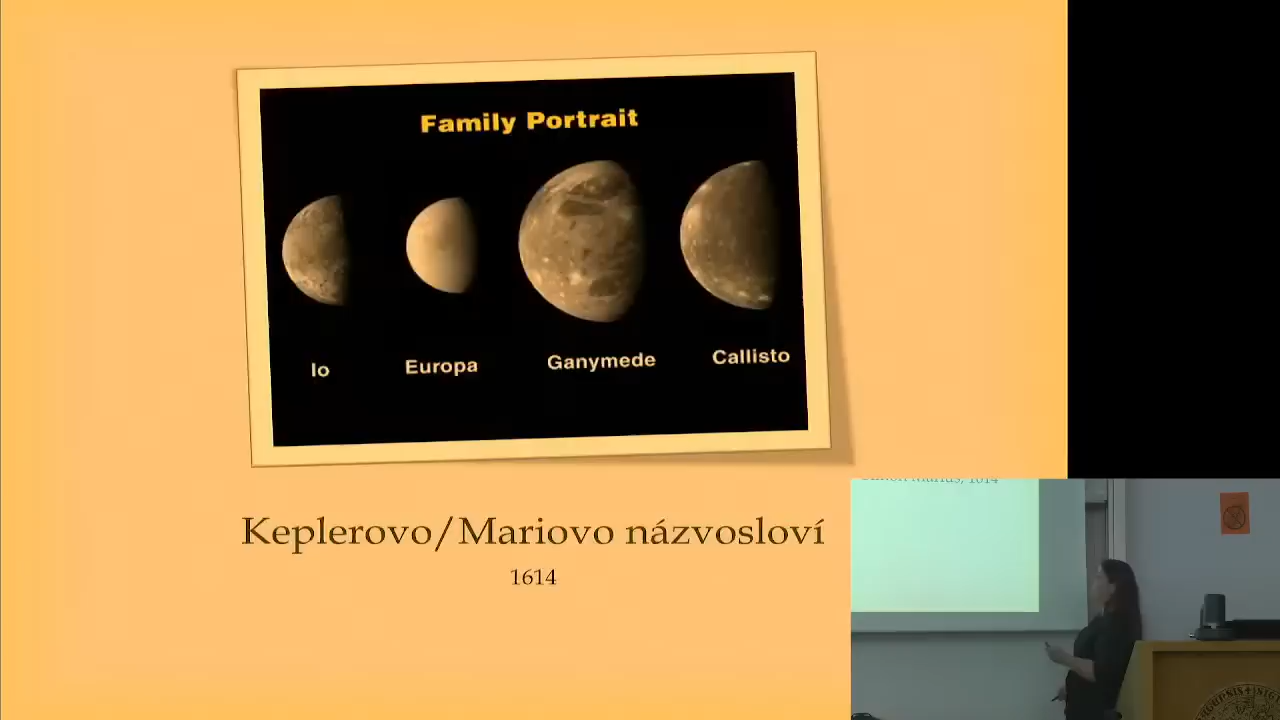 Family Portrait
Io Europa Ganymede Callisto
Keplerovo/Mariovo názvosloví
1614